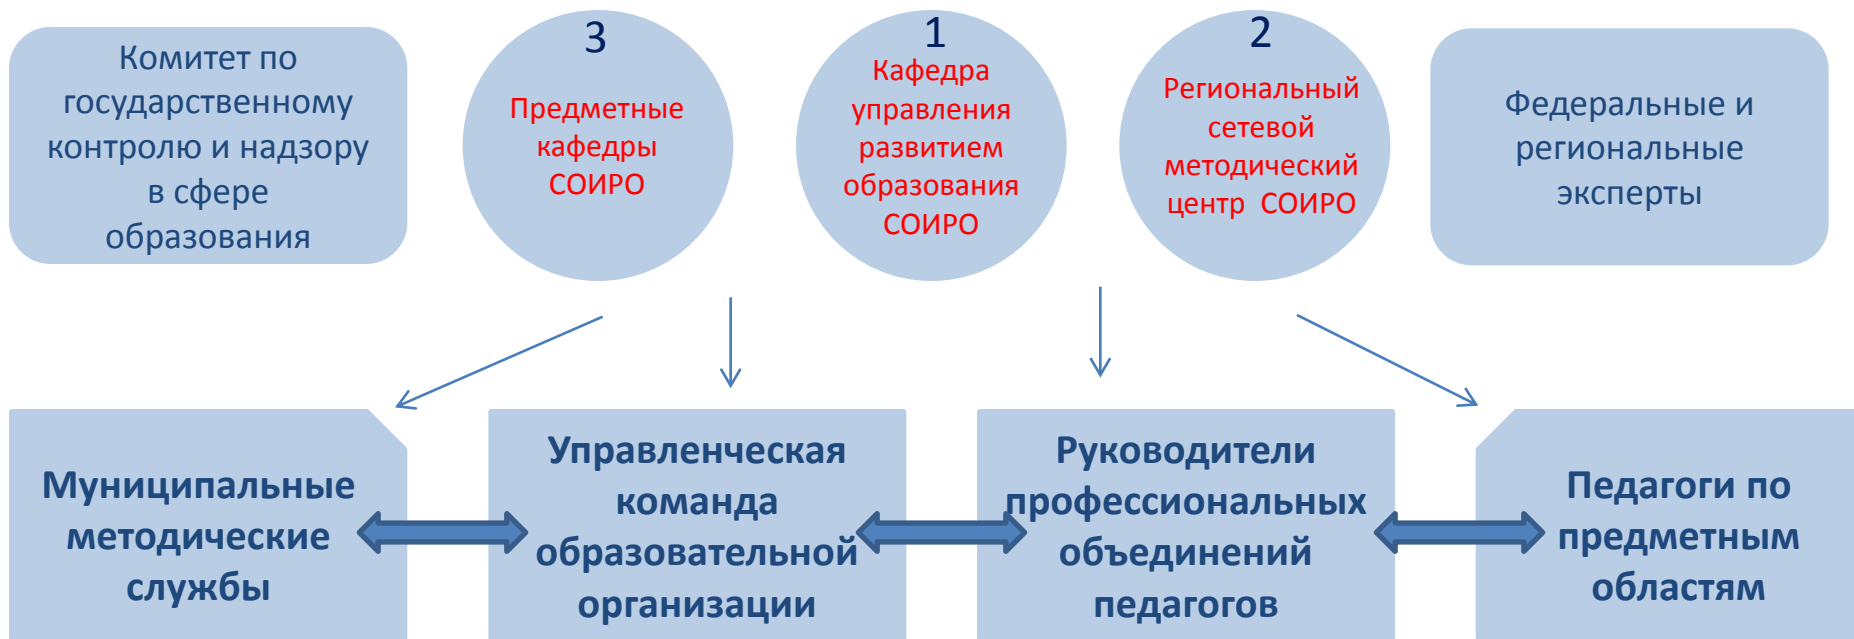 Комитет по
государственному
контролю и надзору
в сфере
образования
3
Предметные
кафедры
СОИРО
1
Кафедра
управления
развитием
образования
СОИРО
2
Региональный
сетевой
методический
центр СОИРО
Федеральные и
региональные
эксперты
Муниципальные
методические
службы
Управленческая
команда
образовательной
организации
Руководители
профессиональных
объединений
педагогов
Педагоги по
предметным
областям